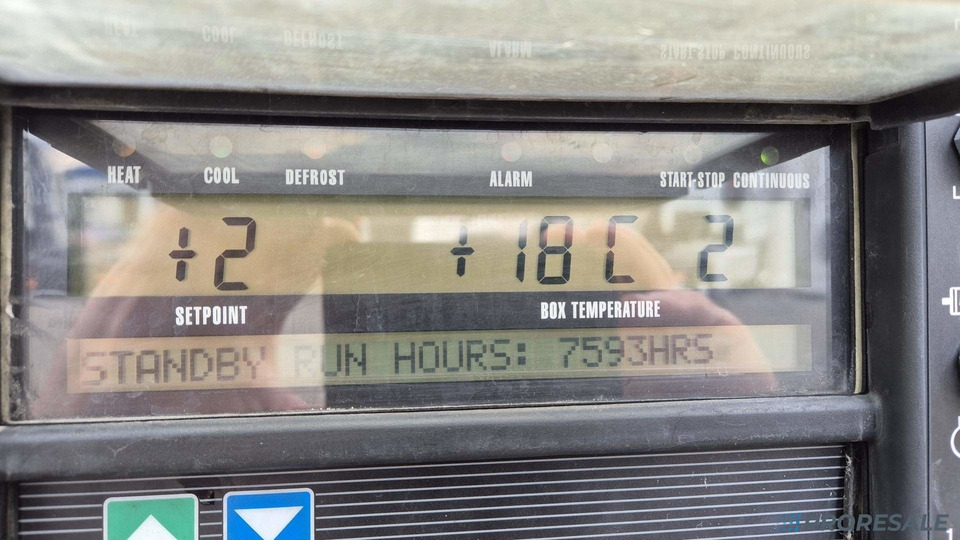 HEAT COOL DEFROST ALARM START-STOP CONTINUOUS
+2 +18C 2
SETPOINT BOX TEMPERATURE
STANDBY RUN HOURS: 7593HRS